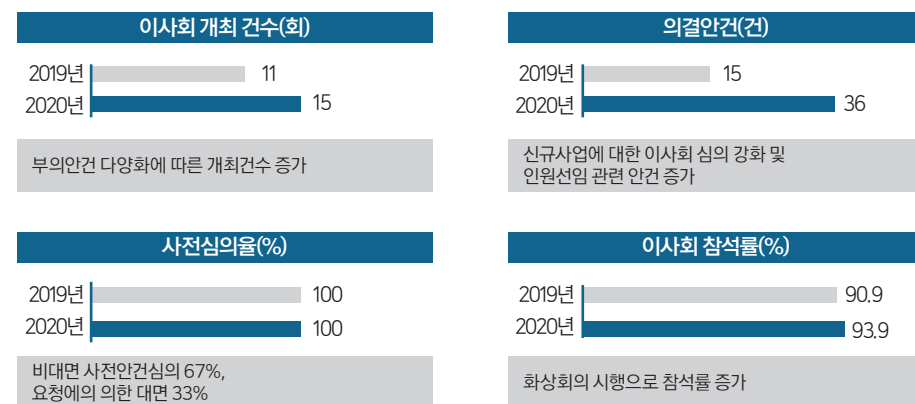 이사회 개최 건수(회)
2019년 11
2020년 15
부의안건 다양화에 따른 개최건수 증가
의결안건(건)
2019년 15
2020년 36
신규사업에 대한 이사회 심의 강화 및
인원선임 관련 안건 증가
사전심의율(%)
2019년 100
2020년 100
비대면 사전안건심의 67%,
요청에의 의한 대면 33%
이사회 참석률(%)
2019년 90.9
2020년 93.9
화상회의 시행으로 참석률 증가